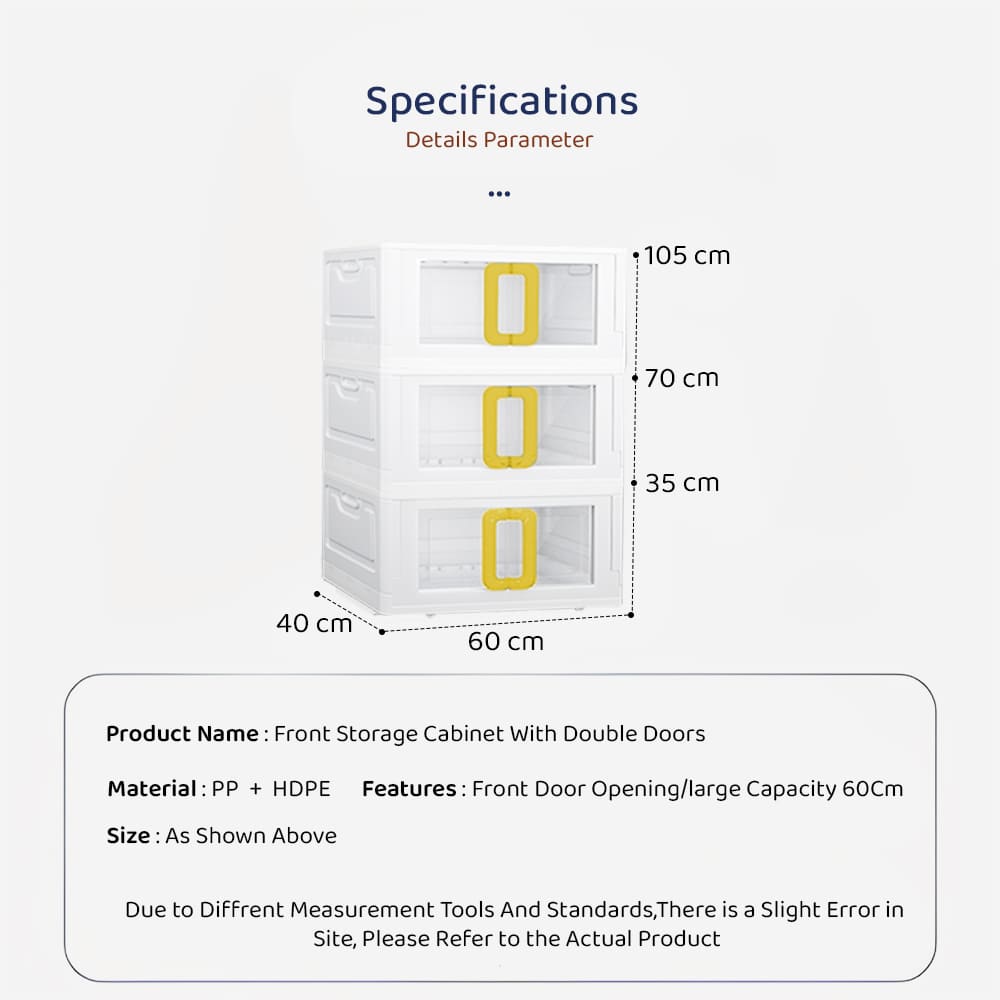 Specifications
Details Parameter
...
105 cm
70 cm
35 cm
40 cm
60 cm
Product Name : Front Storage Cabinet With Double Doors
Material : PP + HDPE Features : Front Door Opening/large Capacity 60Cm
Size : As Shown Above
Due to Diffrent Measurement Tools And Standards,There is a Slight Error in
Site, Please Refer to the Actual Product